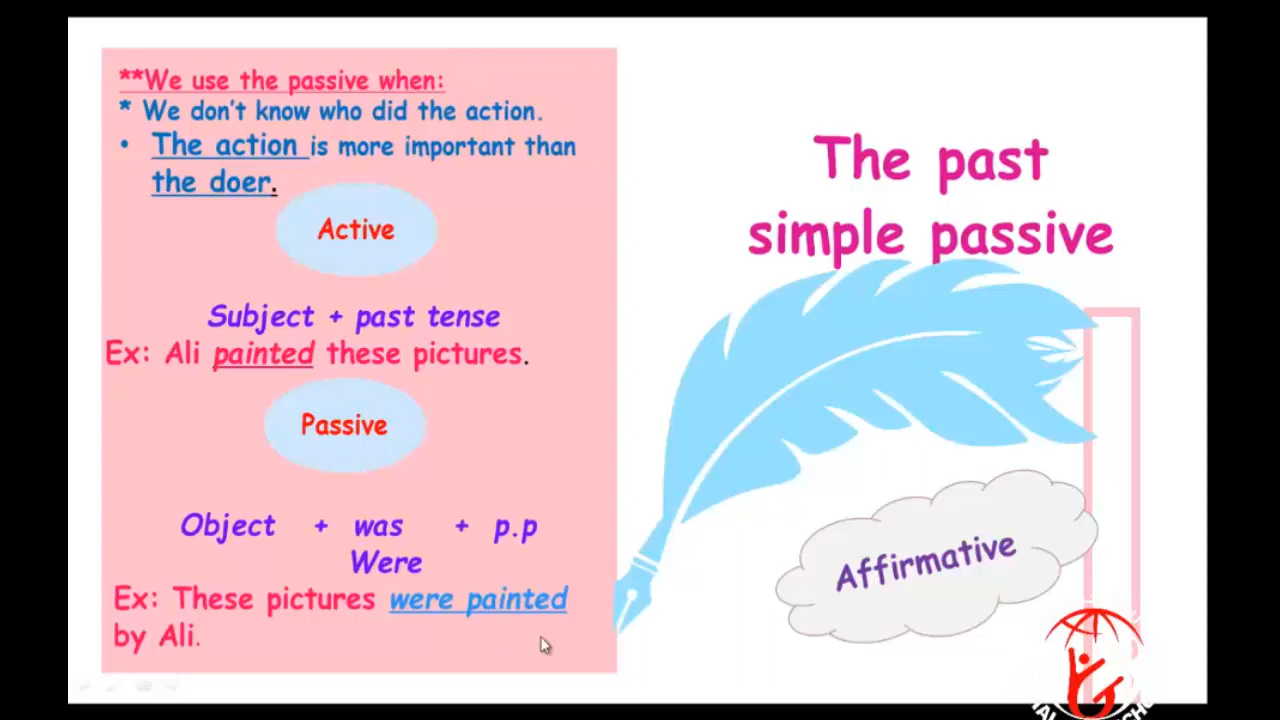 **We use the passive when:
* We don't know who did the action.
• The action is more important than
the doer.
Active
Subject + past tense
Ex: Ali painted these pictures.
Passive
Object + was + p.p
Were
Ex: These pictures were painted
by Ali.
The past
simple passive
Affirmative